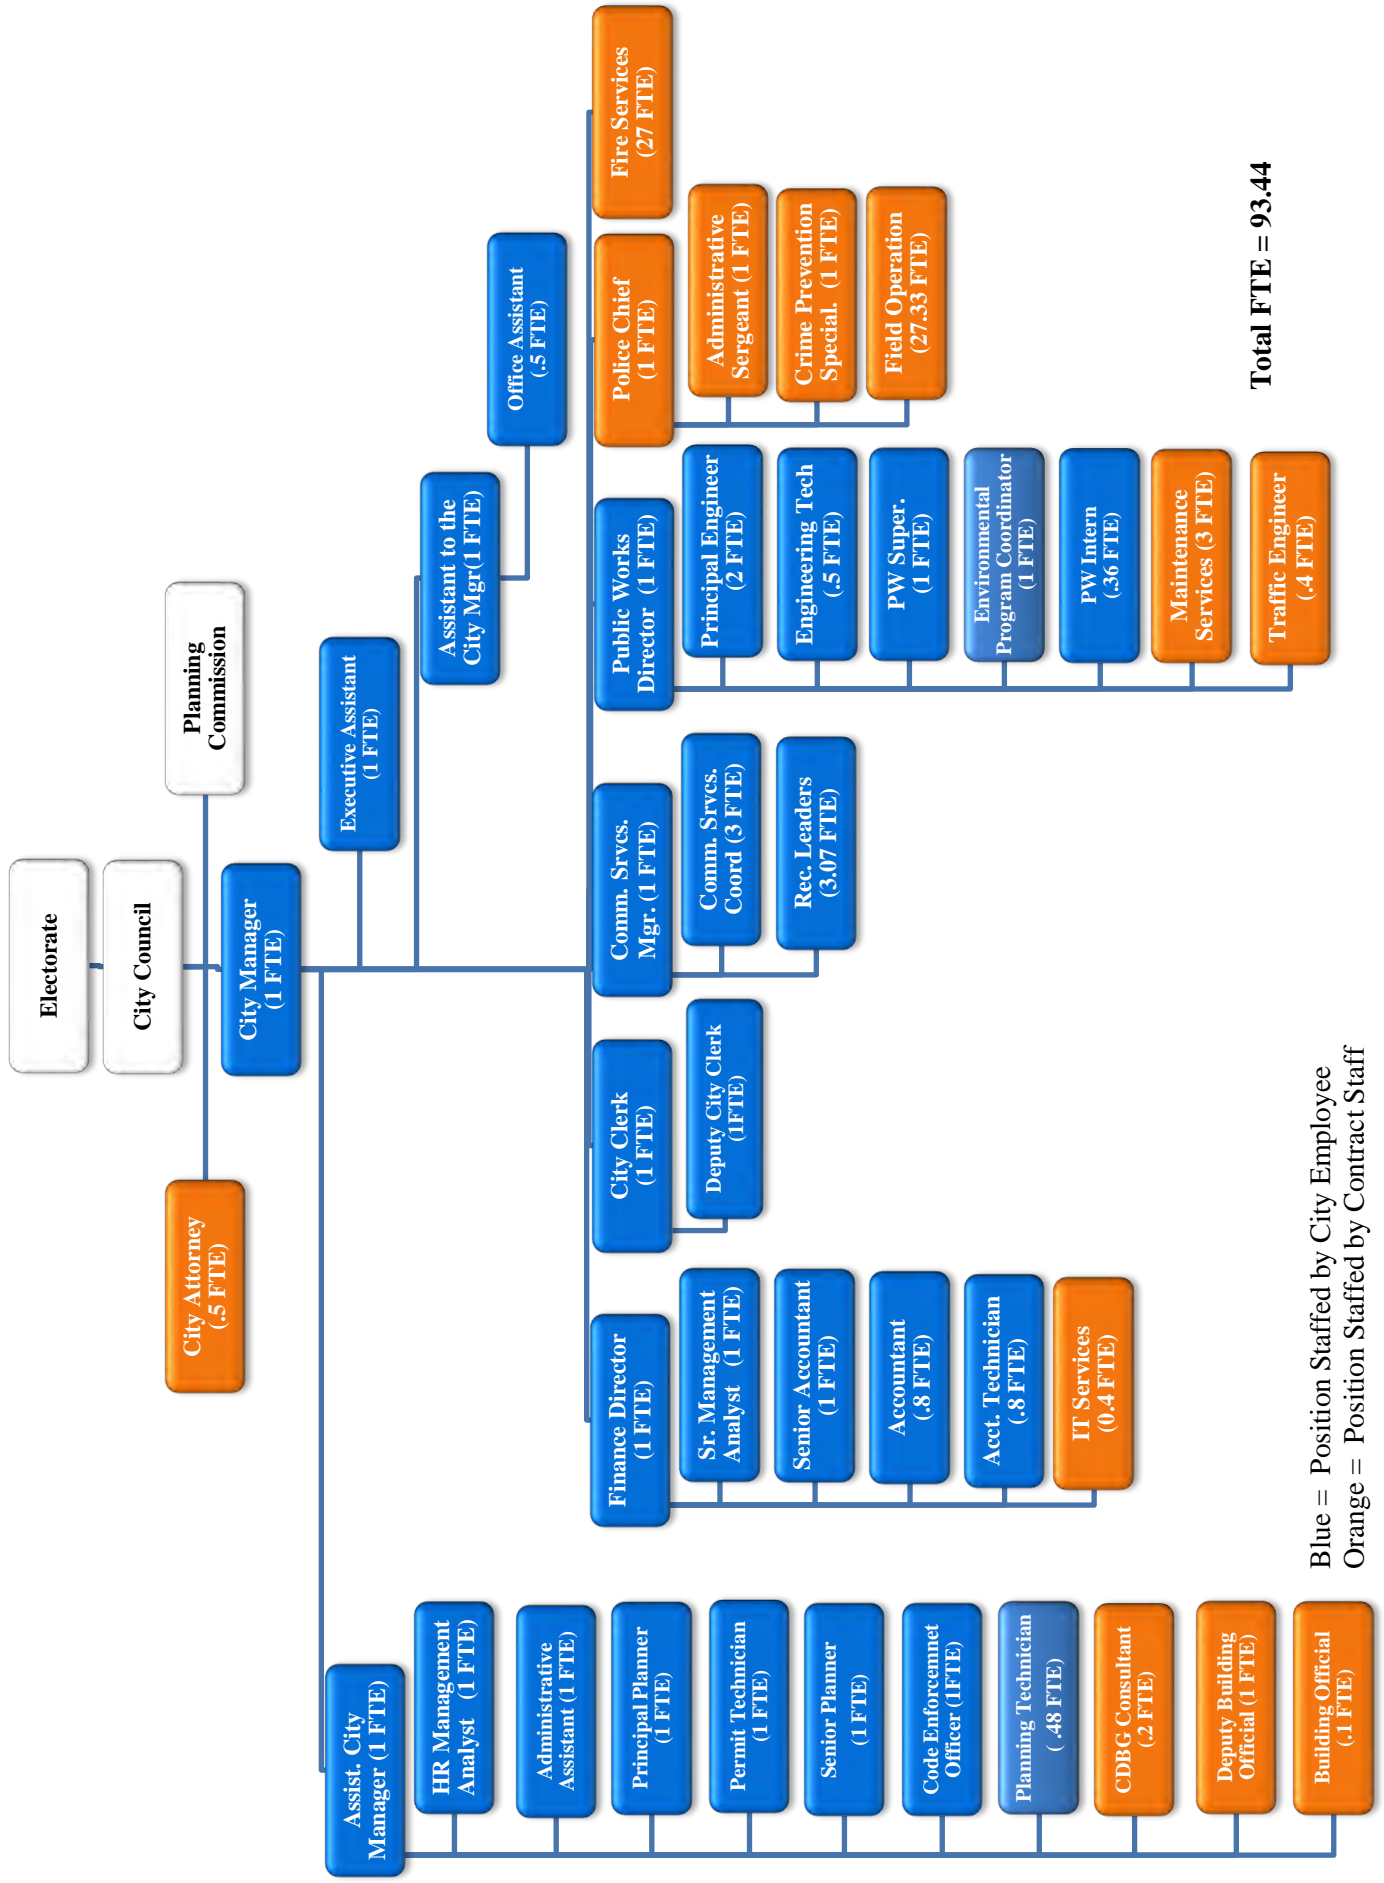 Electorate
City Council
City Attorney
(.5 FTE)
Planning
Commission
City Manager
(1 FTE)
Executive Assistant
(1 FTE)
Assistant to the
City Mgr(1 FTE)
Office Assistant
(.5 FTE)
Assist. City
Manager (1 FTE)
HR Management
Analyst (1 FTE)
Administrative
Assistant (1 FTE)
Principal Planner
(1 FTE)
Permit Technician
(1 FTE)
Senior Planner
(1 FTE)
Code Enforcemnet
Officer (1FTE)
Planning Technician
( .48 FTE)
CDBG Consultant
(.2 FTE)
Deputy Building
Official (1 FTE)
Building Official
(.1 FTE)
Finance Director
(1 FTE)
Sr. Management
Analyst (1 FTE)
Senior Accountant
(1 FTE)
Accountant
(.8 FTE)
Acct. Technician
(.8 FTE)
IT Services
(0.4 FTE)
City Clerk
(1 FTE)
Deputy City Clerk
(1FTE)
Comm. Srvcs.
Mgr. (1 FTE)
Comm. Srvcs.
Coord (3 FTE)
Rec. Leaders
(3.07 FTE)
Public Works
Director (1 FTE)
Principal Engineer
(2 FTE)
Engineering Tech
(.5 FTE)
PW Super.
(1 FTE)
Environmental
Program Coordinator
(1 FTE)
PW Intern
(.36 FTE)
Maintenance
Services (3 FTE)
Traffic Engineer
(.4 FTE)
Police Chief
(1 FTE)
Administrative
Sergeant (1 FTE)
Crime Prevention
Special. (1 FTE)
Field Operation
(27.33 FTE)
Fire Services
(27 FTE)
Blue = Position Staffed by City Employee
Orange = Position Staffed by Contract Staff
Total FTE = 93.44